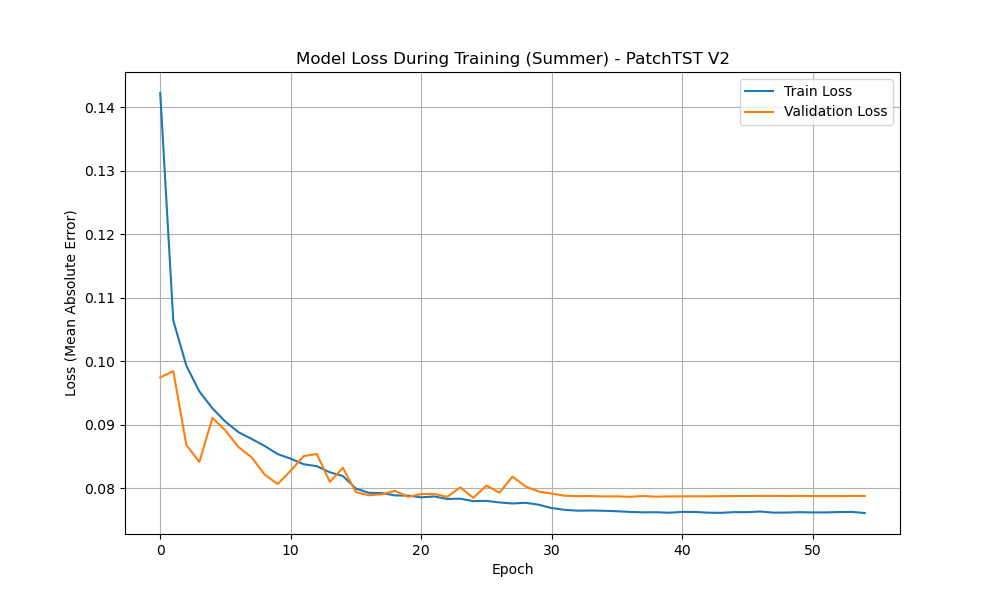 Model Loss During Training (Summer) - PatchTST V2
Train Loss
Validation Loss
Loss (Mean Absolute Error)
0.14
0.13
0.12
0.11
0.10
0.09
0.08
0
10
20
30
40
50
Epoch